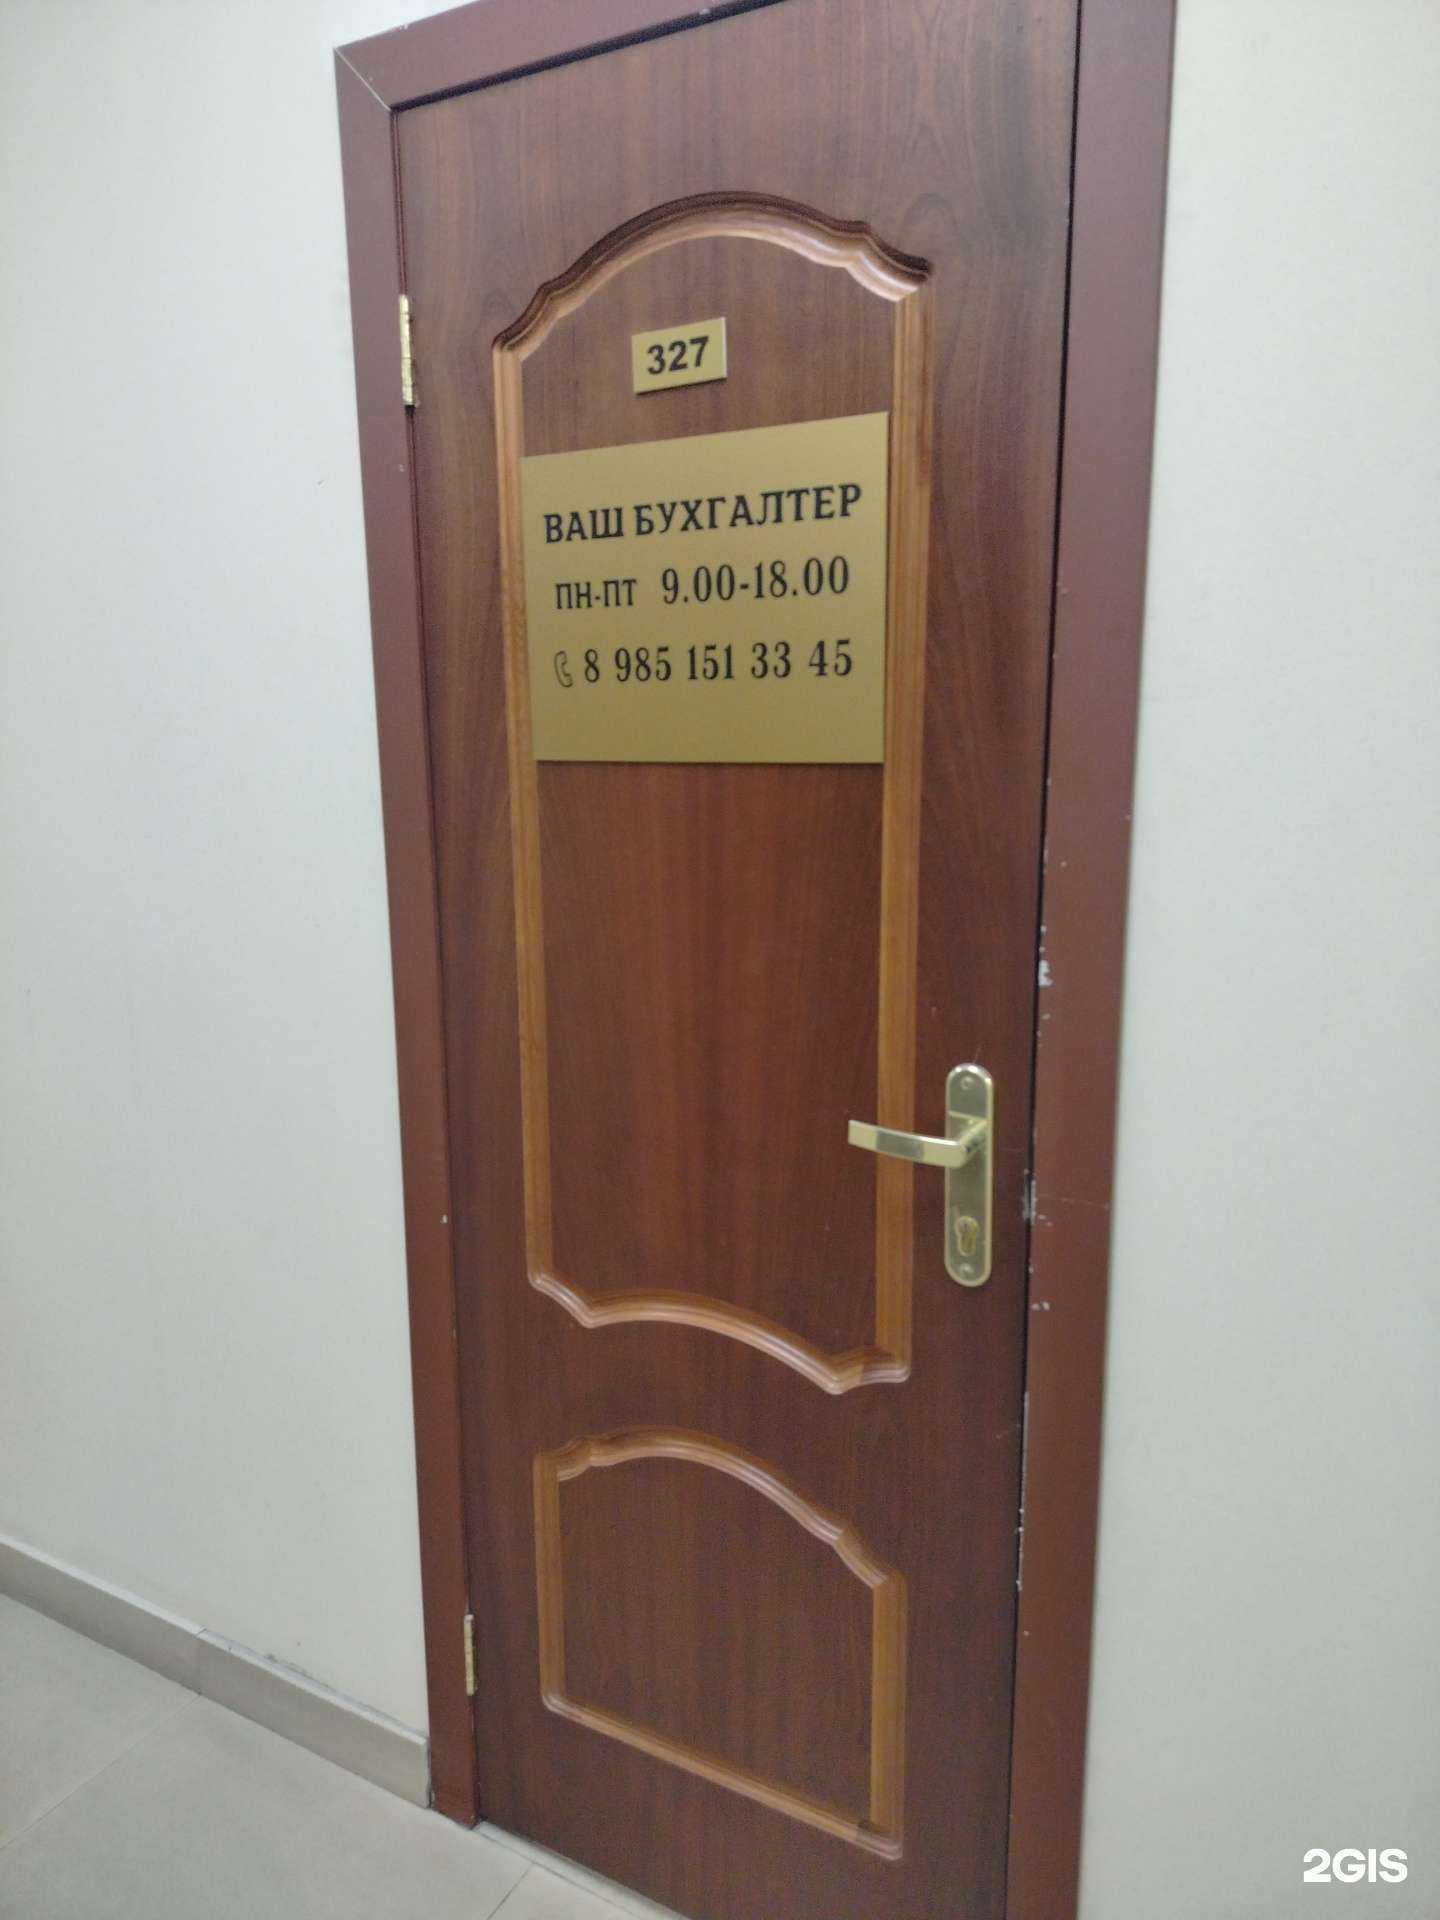 327
ВАШ БУХГАЛТЕР
ПН-ПТ 9.00-18.00
8 985 151 33 45
2GIS